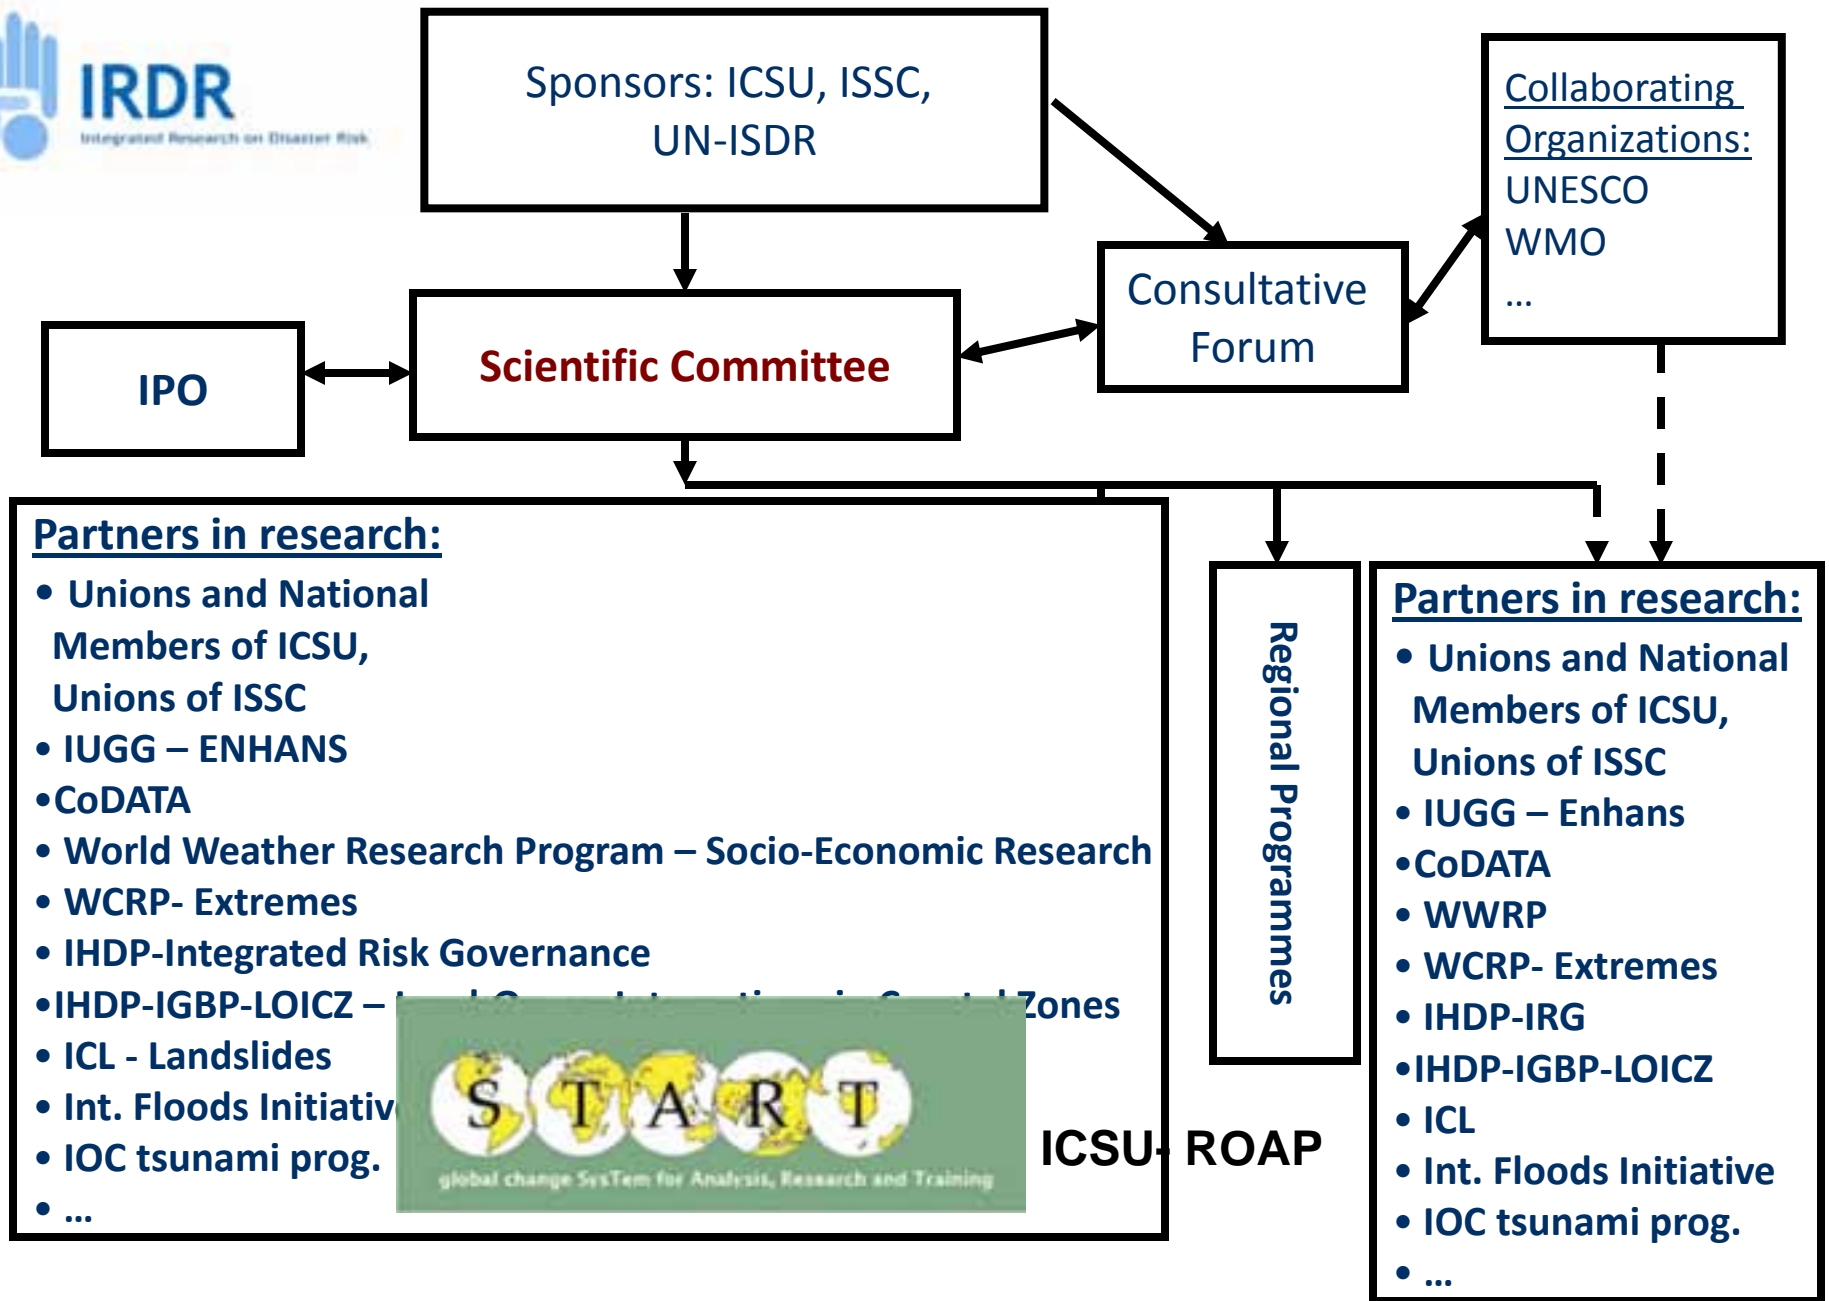 IRDR
Integrated Research on Disaster Risk
Sponsors: ICSU, ISSC,
UN-ISDR
Collaborating
Organizations:
UNESCO
WMO
...
Consultative
Forum
Scientific Committee
IPO
Partners in research:
• Unions and National
Members of ICSU,
Unions of ISSC
• IUGG – ENHANS
•CoDATA
• World Weather Research Program – Socio-Economic Research
• WCRP- Extremes
• IHDP-Integrated Risk Governance
•IHDP-IGBP-LOICZ – Zones
• ICL - Landslides
• Int. Floods Initiativ
• IOC tsunami prog.
• ...
START
global change SysTem for Analysis, Research and Training
ICSU- ROAP
Regional Programmes
Partners in research:
• Unions and National
Members of ICSU,
Unions of ISSC
• IUGG – Enhans
•CoDATA
• WWRP
• WCRP- Extremes
• IHDP-IRG
•IHDP-IGBP-LOICZ
• ICL
• Int. Floods Initiative
• IOC tsunami prog.
• ...